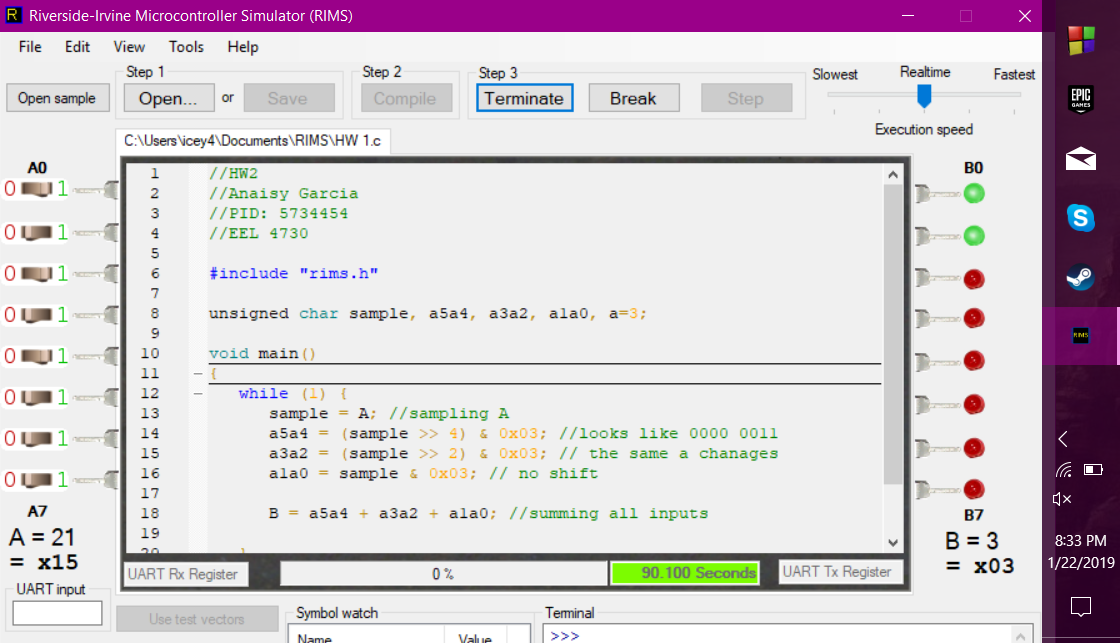 Riverside-Irvine Microcontroller Simulator (RIMS)
File Edit View Tools Help
Step 1 Step 2 Step 3
Open sample Open... or Save Compile Terminate Break Step
Slowest Realtime Fastest
Execution speed
C:\Users\icey4\Documents\RIMS\HW 1.c
A0
0 1
0 1
0 1
0 1
0 1
0 1
0 1
0 1
A7
A = 21
= x15
UART input
1 //HW2
2 //Anaisy Garcia
3 //PID: 5734454
4 //EEL 4730
5
6 #include "rims.h"
7
8 unsigned char sample, a5a4, a3a2, a1a0, a=3;
9
10 void main()
11 {
12 while (1) {
13 sample = A; //sampling A
14 a5a4 = (sample >> 4) & 0x03; //looks like 0000 0011
15 a3a2 = (sample >> 2) & 0x03; // the same a chanages
16 a1a0 = sample & 0x03; // no shift
17
18 B = a5a4 + a3a2 + a1a0; //summing all inputs
19
20 }
UART Rx Register 0 % 90.100 Seconds UART Tx Register
Use test vectors
Symbol watch
Name Value
Terminal
>>>
B0
B7
B = 3
= x03
EPIC
GAMES
S
RIMS
8:33 PM
1/22/2019